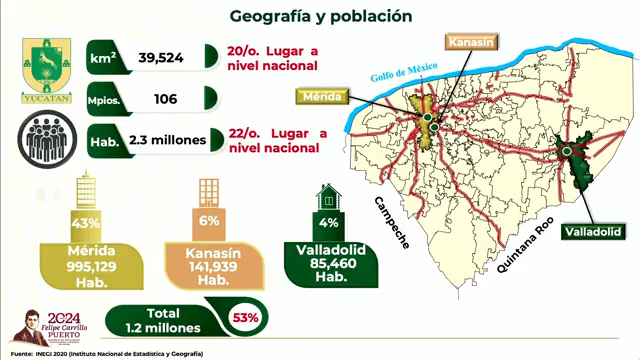 Geografía y población
YUCATÁN
km²
39,524
20/o. Lugar a
nivel nacional
Mpios.
106
Hab.
2.3 millones
22/o. Lugar a
nivel nacional
Golfo de México
Kanasín
Mérida
Campeche
Quintana Roo
Valladolid
43%
Mérida
995,129
Hab.
6%
Kanasín
141,939
Hab.
4%
Valladolid
85,460
Hab.
Total
1.2 millones
53%
2024
Felipe Carrillo
PUERTO
Fuente: INEGI 2020 (Instituto Nacional de Estadística y Geografía)